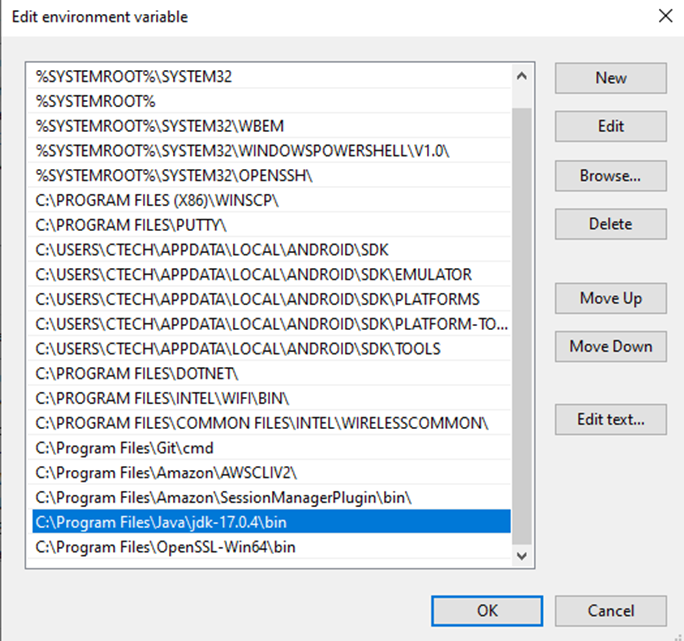 Edit environment variable
%SYSTEMROOT%\SYSTEM32
%SYSTEMROOT%
%SYSTEMROOT%\SYSTEM32\WBEM
%SYSTEMROOT%\SYSTEM32\WINDOWSPOWERSHELL\V1.0\
%SYSTEMROOT%\SYSTEM32\OPENSSH\
C:\PROGRAM FILES (X86)\WINSCP\
C:\PROGRAM FILES\PUTTY\
C:\USERS\CTECH\APPDATA\LOCAL\ANDROID\SDK
C:\USERS\CTECH\APPDATA\LOCAL\ANDROID\SDK\EMULATOR
C:\USERS\CTECH\APPDATA\LOCAL\ANDROID\SDK\PLATFORMS
C:\USERS\CTECH\APPDATA\LOCAL\ANDROID\SDK\PLATFORM-TO...
C:\USERS\CTECH\APPDATA\LOCAL\ANDROID\SDK\TOOLS
C:\PROGRAM FILES\DOTNET\
C:\PROGRAM FILES\INTEL\WIFI\BIN\
C:\PROGRAM FILES\COMMON FILES\INTEL\WIRELESSCOMMON\
C:\Program Files\Git\cmd
C:\Program Files\Amazon\AWSCLIV2\
C:\Program Files\Amazon\SessionManagerPlugin\bin\
C:\Program Files\Java\jdk-17.0.4\bin
C:\Program Files\OpenSSL-Win64\bin
New
Edit
Browse...
Delete
Move Up
Move Down
Edit text...
OK
Cancel